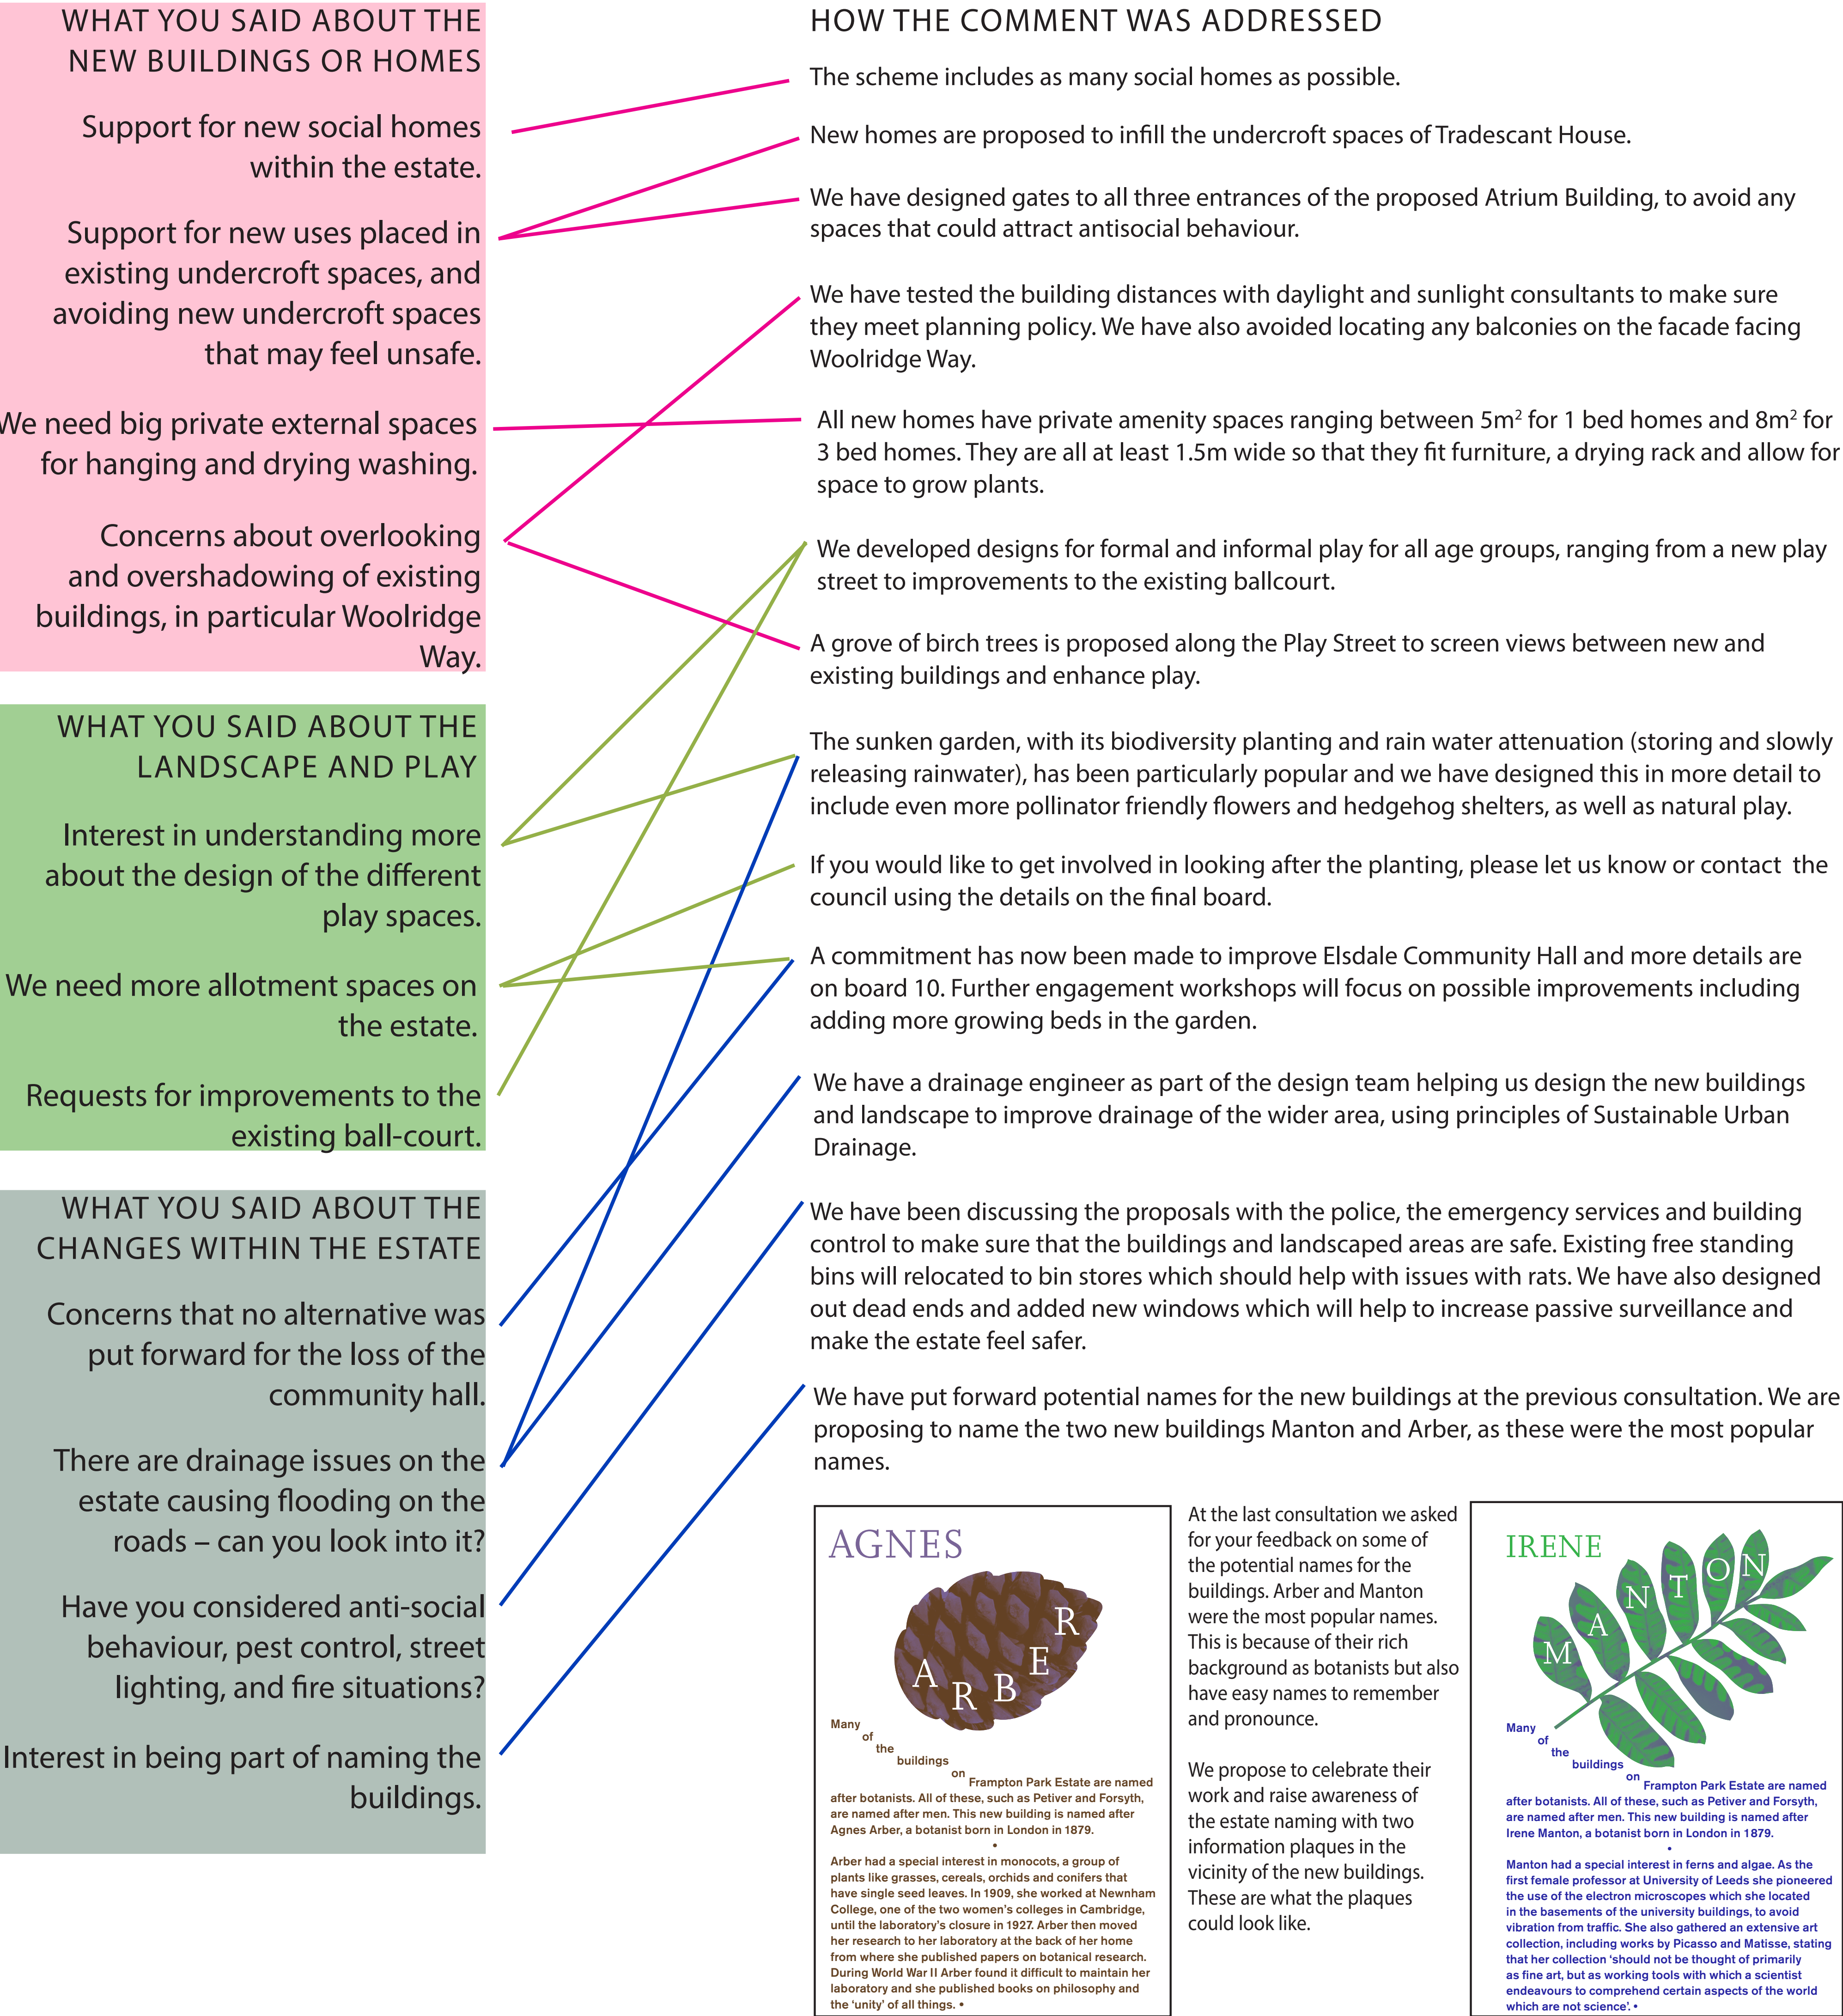 WHAT YOU SAID ABOUT THE
NEW BUILDINGS OR HOMES
Support for new social homes
within the estate.
Support for new uses placed in
existing undercroft spaces, and
avoiding new undercroft spaces
that may feel unsafe.
We need big private external spaces
for hanging and drying washing.
Concerns about overlooking
and overshadowing of existing
buildings, in particular Woolridge
Way.
WHAT YOU SAID ABOUT THE
LANDSCAPE AND PLAY
Interest in understanding more
about the design of the different
play spaces.
We need more allotment spaces on
the estate.
Requests for improvements to the
existing ball-court.
WHAT YOU SAID ABOUT THE
CHANGES WITHIN THE ESTATE
Concerns that no alternative was
put forward for the loss of the
community hall.
There are drainage issues on the
estate causing flooding on the
roads – can you look into it?
Have you considered anti-social
behaviour, pest control, street
lighting, and fire situations?
Interest in being part of naming the
buildings.
HOW THE COMMENT WAS ADDRESSED
The scheme includes as many social homes as possible.
New homes are proposed to infill the undercroft spaces of Tradescant House.
We have designed gates to all three entrances of the proposed Atrium Building, to avoid any
spaces that could attract antisocial behaviour.
We have tested the building distances with daylight and sunlight consultants to make sure
they meet planning policy. We have also avoided locating any balconies on the facade facing
Woolridge Way.
All new homes have private amenity spaces ranging between 5m² for 1 bed homes and 8m² for
3 bed homes. They are all at least 1.5m wide so that they fit furniture, a drying rack and allow for
space to grow plants.
We developed designs for formal and informal play for all age groups, ranging from a new play
street to improvements to the existing ballcourt.
A grove of birch trees is proposed along the Play Street to screen views between new and
existing buildings and enhance play.
The sunken garden, with its biodiversity planting and rain water attenuation (storing and slowly
releasing rainwater), has been particularly popular and we have designed this in more detail to
include even more pollinator friendly flowers and hedgehog shelters, as well as natural play.
If you would like to get involved in looking after the planting, please let us know or contact the
council using the details on the final board.
A commitment has now been made to improve Elsdale Community Hall and more details are
on board 10. Further engagement workshops will focus on possible improvements including
adding more growing beds in the garden.
We have a drainage engineer as part of the design team helping us design the new buildings
and landscape to improve drainage of the wider area, using principles of Sustainable Urban
Drainage.
We have been discussing the proposals with the police, the emergency services and building
control to make sure that the buildings and landscaped areas are safe. Existing free standing
bins will relocated to bin stores which should help with issues with rats. We have also designed
out dead ends and added new windows which will help to increase passive surveillance and
make the estate feel safer.
We have put forward potential names for the new buildings at the previous consultation. We are
proposing to name the two new buildings Manton and Arber, as these were the most popular
names.
AGNES
ARBER
Many
of
the
buildings
on
Frampton Park Estate are named
after botanists. All of these, such as Petiver and Forsyth,
are named after men. This new building is named after
Agnes Arber, a botanist born in London in 1879.
•
Arber had a special interest in monocots, a group of
plants like grasses, cereals, orchids and conifers that
have single seed leaves. In 1909, she worked at Newnham
College, one of the two women's colleges in Cambridge,
until the laboratory's closure in 1927. Arber then moved
her research to her laboratory at the back of her home
from where she published papers on botanical research.
During World War II Arber found it difficult to maintain her
laboratory and she published books on philosophy and
the 'unity' of all things. •
At the last consultation we asked
for your feedback on some of
the potential names for the
buildings. Arber and Manton
were the most popular names.
This is because of their rich
background as botanists but also
have easy names to remember
and pronounce.
We propose to celebrate their
work and raise awareness of
the estate naming with two
information plaques in the
vicinity of the new buildings.
These are what the plaques
could look like.
IRENE
MANTON
Many
of
the
buildings
on
Frampton Park Estate are named
after botanists. All of these, such as Petiver and Forsyth,
are named after men. This new building is named after
Irene Manton, a botanist born in London in 1879.
•
Manton had a special interest in ferns and algae. As the
first female professor at University of Leeds she pioneered
the use of the electron microscopes which she located
in the basements of the university buildings, to avoid
vibration from traffic. She also gathered an extensive art
collection, including works by Picasso and Matisse, stating
that her collection 'should not be thought of primarily
as fine art, but as working tools with which a scientist
endeavours to comprehend certain aspects of the world
which are not science'. •